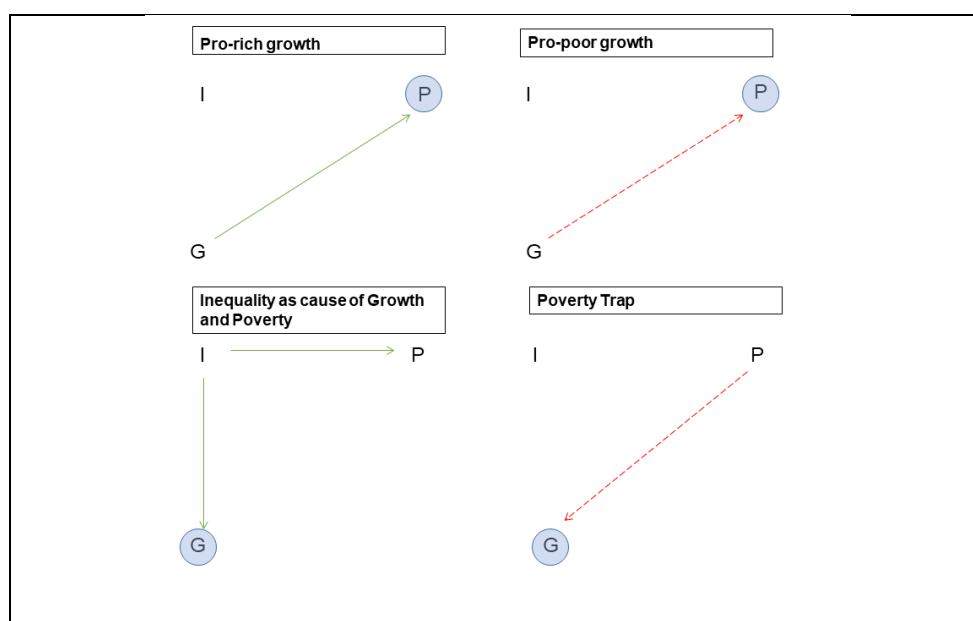 Pro-rich growth
Pro-poor growth
I
P
I
P
G
G
Inequality as cause of Growth
and Poverty
Poverty Trap
I
P
I
P
G
G